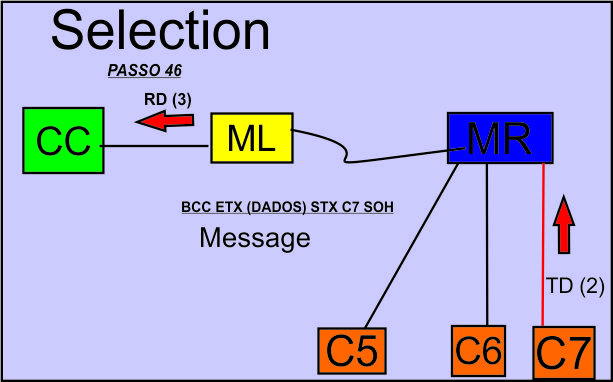 Selection
PASSO 46
RD (3)
CC
ML
MR
BCC ETX (DADOS) STX C7 SOH
Message
TD (2)
C5
C6
C7